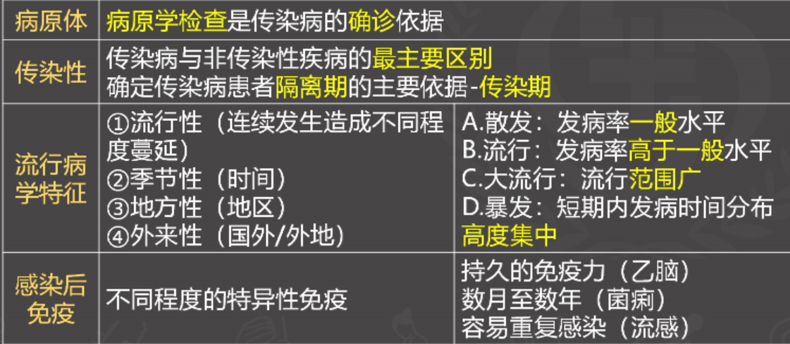 病原体
病原学检查是传染病的确诊依据
传染性
传染病与非传染性疾病的最主要区别
确定传染病患者隔离期的主要依据-传染期
流行病
学特征
①流行性（连续发生造成不同程
度蔓延）
②季节性（时间）
③地方性（地区）
④外来性（国外/外地）
A.散发：发病率一般水平
B.流行：发病率高于一般水平
C.大流行：流行范围广
D.暴发：短期内发病时间分布
高度集中
感染后
免疫
不同程度的特异性免疫
持久的免疫力（乙脑）
数月至数年（菌痢）
容易重复感染（流感）